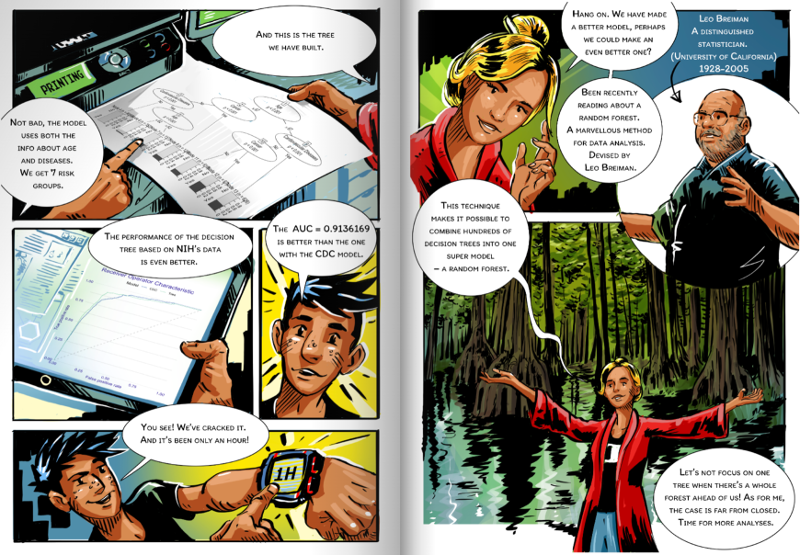 And this is the tree
we have built.
PRINTING
Not bad, the model
uses both the
info about age
and diseases.
We get 7 risk
groups.
The performance of the decision
tree based on NIH's data
is even better.
Receiver Operator Characteristic
Model
False positive rate
The AUC = 0.9136169
is better than the one
with the CDC model.
You see! We've cracked it.
And it's been only an hour!
1H
Hang on. We have made
a better model, perhaps
we could make an
even better one?
Leo Breiman
A distinguished
statistician.
(University of California)
1928-2005
Been recently
reading about a
random forest.
A marvellous method
for data analysis.
Devised by
Leo Breiman.
This technique
makes it possible to
combine hundreds of
decision trees into one
super model
– a random forest.
Let's not focus on one
tree when there's a whole
forest ahead of us! As for me,
the case is far from closed.
Time for more analyses.